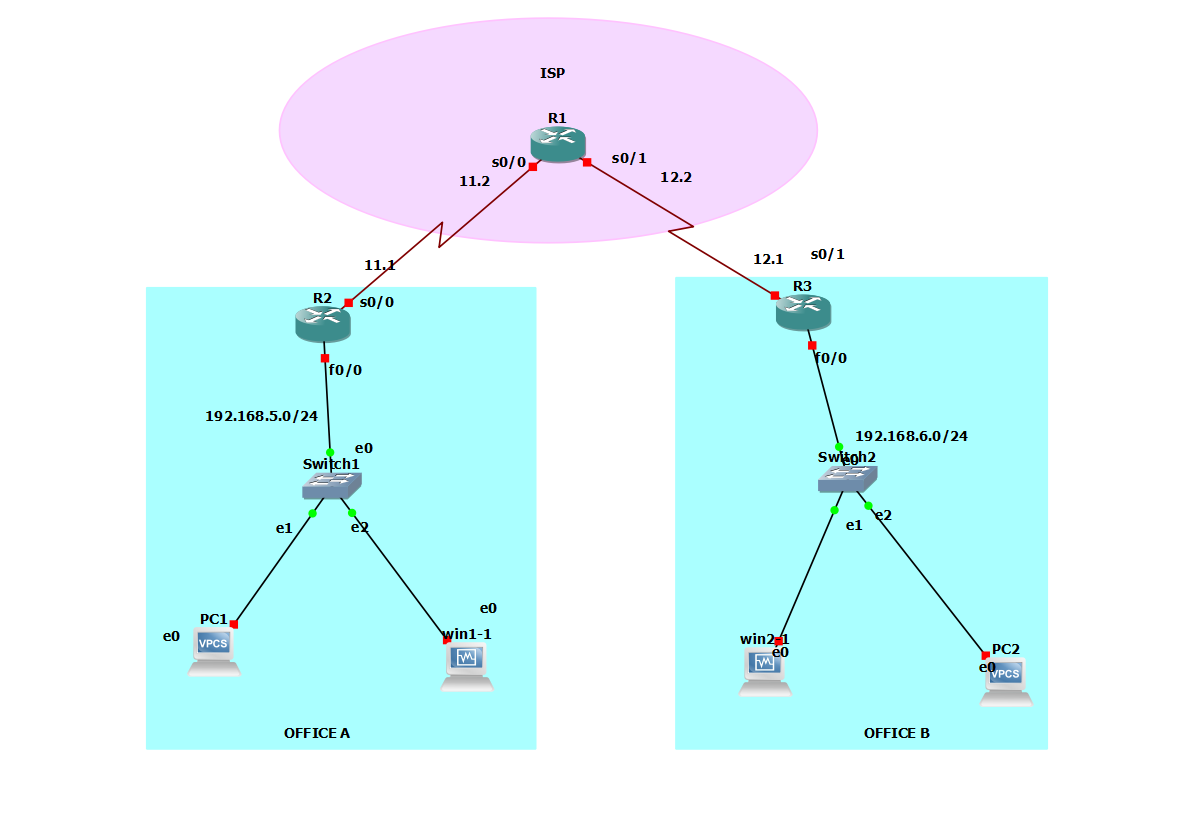 ISP
R1
s0/0
s0/1
11.2
12.2
11.1
12.1
s0/1
R2
s0/0
R3
f0/0
f0/0
192.168.5.0/24
192.168.6.0/24
e0
Switch1
Switch2
e0
e1
e2
e1
e2
PC1
e0
VPCS
e0
win1-1
win2-1
e0
PC2
e0
VPCS
OFFICE A
OFFICE B